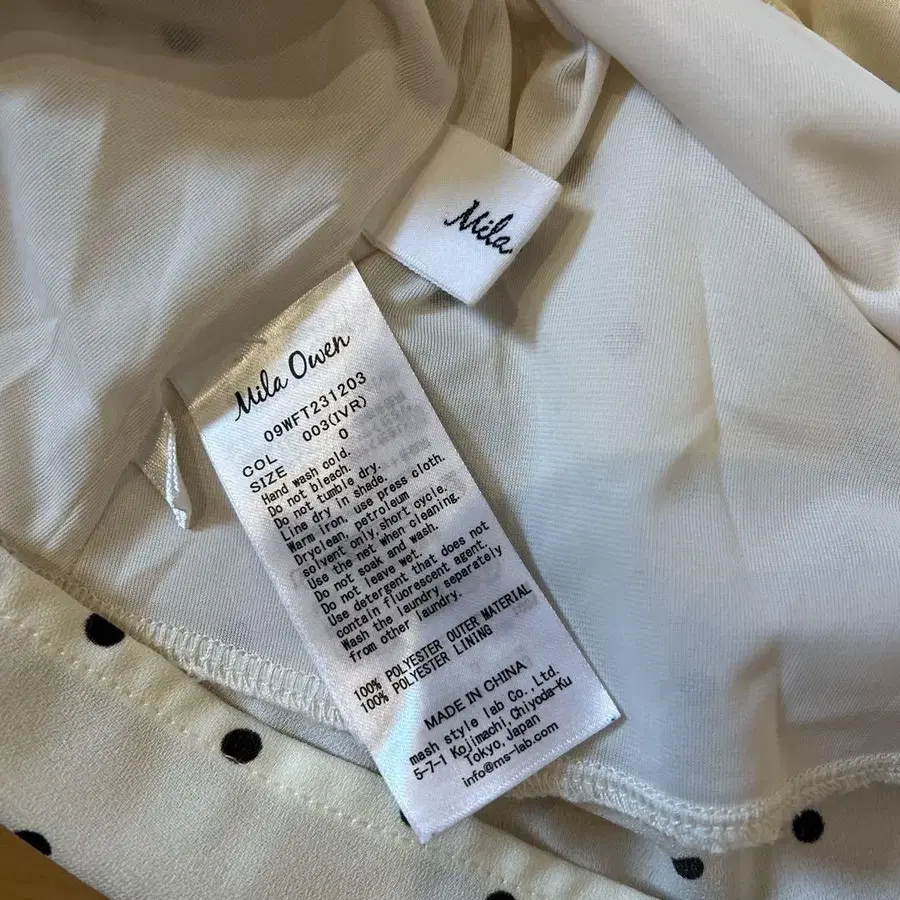 Mila
Mila Owen
09WFT231203
COL 003(IVR)
SIZE 0
Hand wash cold.
Do not bleach.
Do not tumble dry.
Line dry in shade.
Warm iron, use press cloth.
Dryclean, petroleum
solvent only, short cycle.
Use the net when cleaning.
Do not soak and wash.
Do not leave wet.
Use detergent that does not
contain fluorescent agent.
Wash the laundry separately
from other laundry.
100% POLYESTER OUTER MATERIAL
100% POLYESTER LINING
MADE IN CHINA
mash style lab Co., Ltd.
5-7-1 Kojimachi, Chiyoda-Ku
Tokyo, Japan
info@ms-lab.com